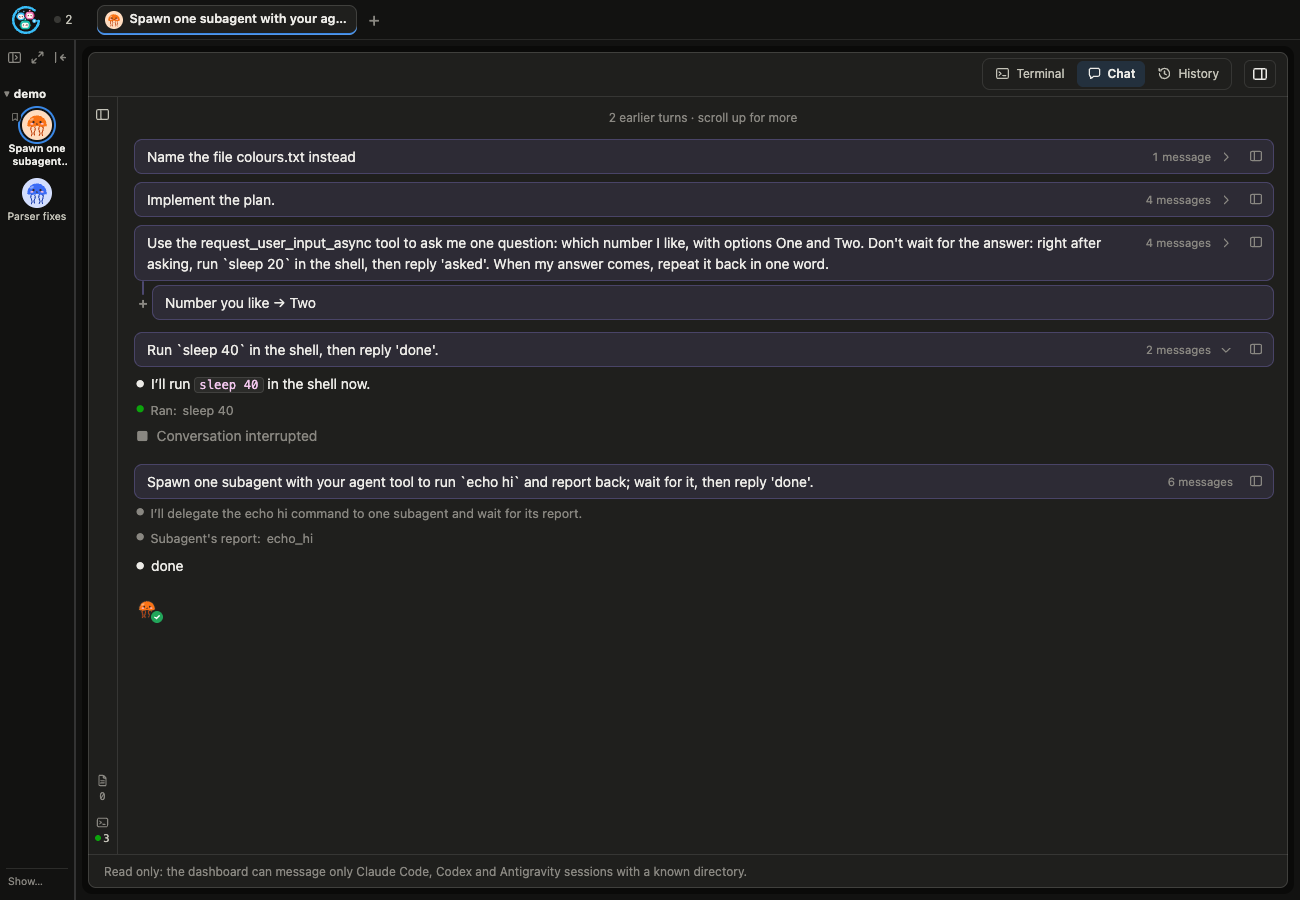 2
Spawn one subagent with your ag...
Terminal
Chat
History
demo
Spawn one
subagent..
Parser fixes
2 earlier turns · scroll up for more
Name the file colours.txt instead
1 message
Implement the plan.
4 messages
Use the request_user_input_async tool to ask me one question: which number I like, with options One and Two. Don't wait for the answer: right after
4 messages
asking, run `sleep 20` in the shell, then reply 'asked'. When my answer comes, repeat it back in one word.
Number you like → Two
Run `sleep 40` in the shell, then reply 'done'.
2 messages
I’ll run sleep 40 in the shell now.
Ran: sleep 40
Conversation interrupted
Spawn one subagent with your agent tool to run `echo hi` and report back; wait for it, then reply 'done'.
6 messages
I’ll delegate the echo hi command to one subagent and wait for its report.
Subagent's report: echo_hi
done
0
3
Show...
Read only: the dashboard can message only Claude Code, Codex and Antigravity sessions with a known directory.